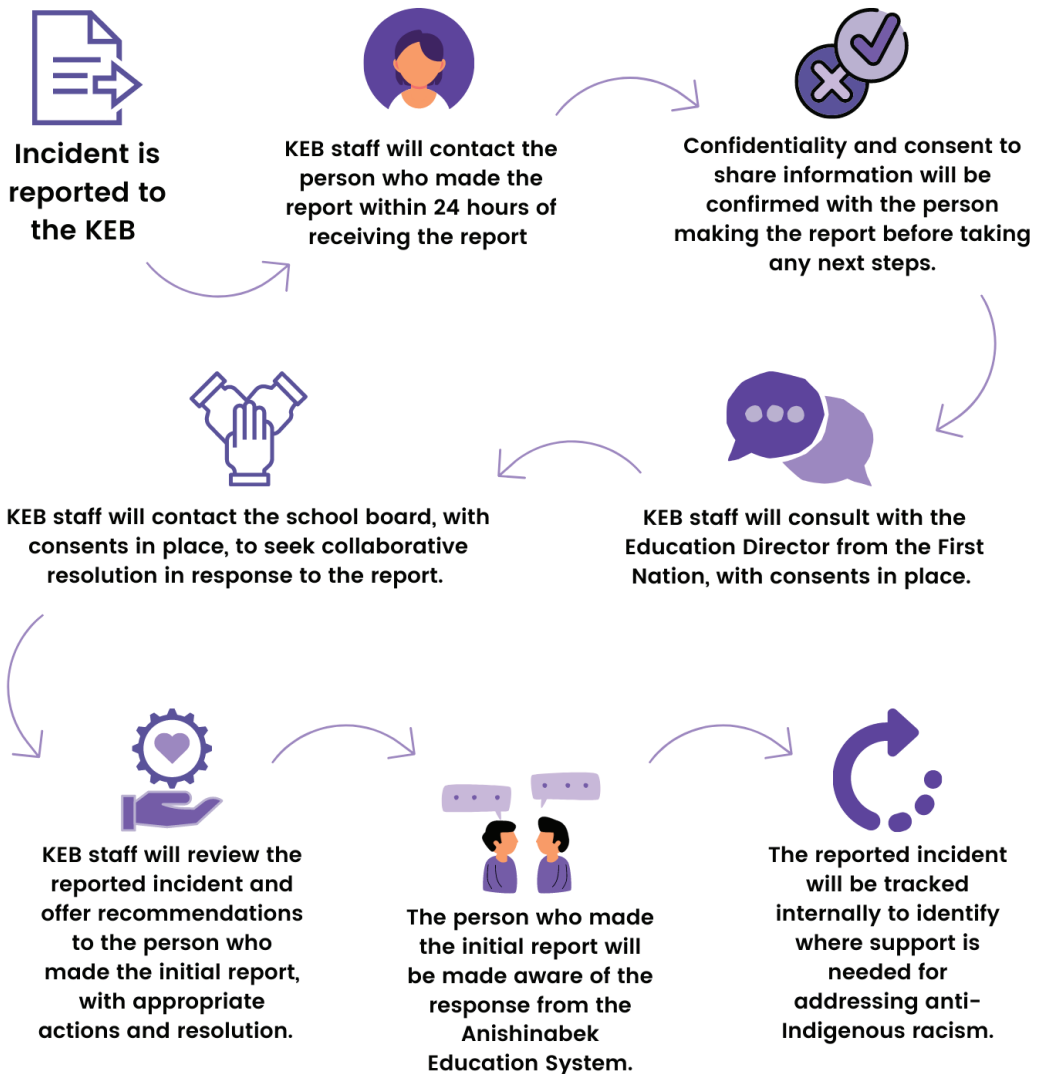 Incident is
reported to
the KEB
KEB staff will contact the
person who made the
report within 24 hours of
receiving the report
Confidentiality and consent to
share information will be
confirmed with the person
making the report before taking
any next steps.
KEB staff will consult with the
Education Director from the First
Nation, with consents in place.
KEB staff will contact the school board, with
consents in place, to seek collaborative
resolution in response to the report.
KEB staff will review the
reported incident and
offer recommendations
to the person who
made the initial report,
with appropriate
actions and resolution.
The person who made
the initial report will
be made aware of the
response from the
Anishinabek
Education System.
The reported incident
will be tracked
internally to identify
where support is
needed for
addressing anti-
Indigenous racism.